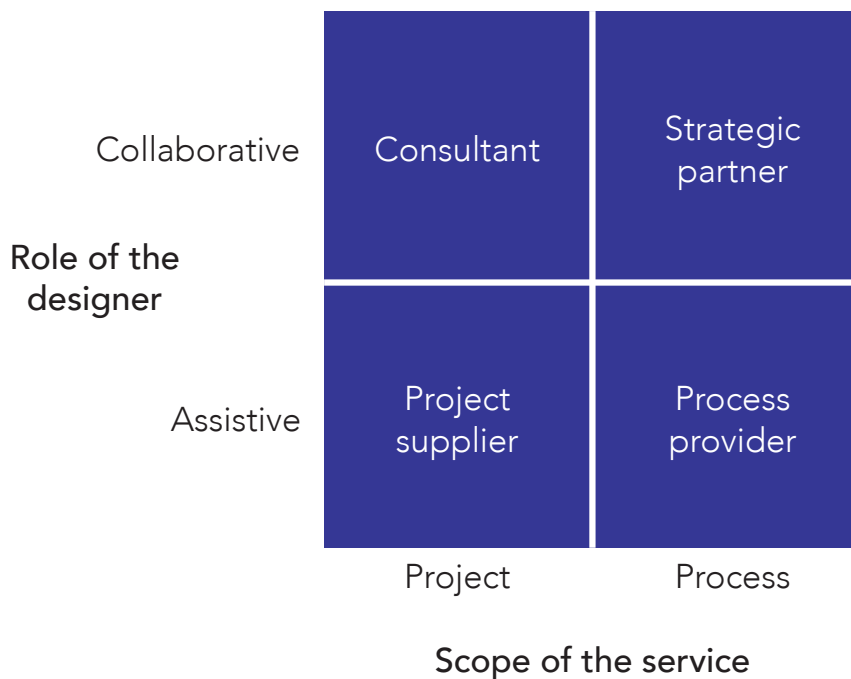 Collaborative
Consultant
Strategic
partner
Role of the
designer
Assistive
Project
supplier
Process
provider
Project
Process
Scope of the service